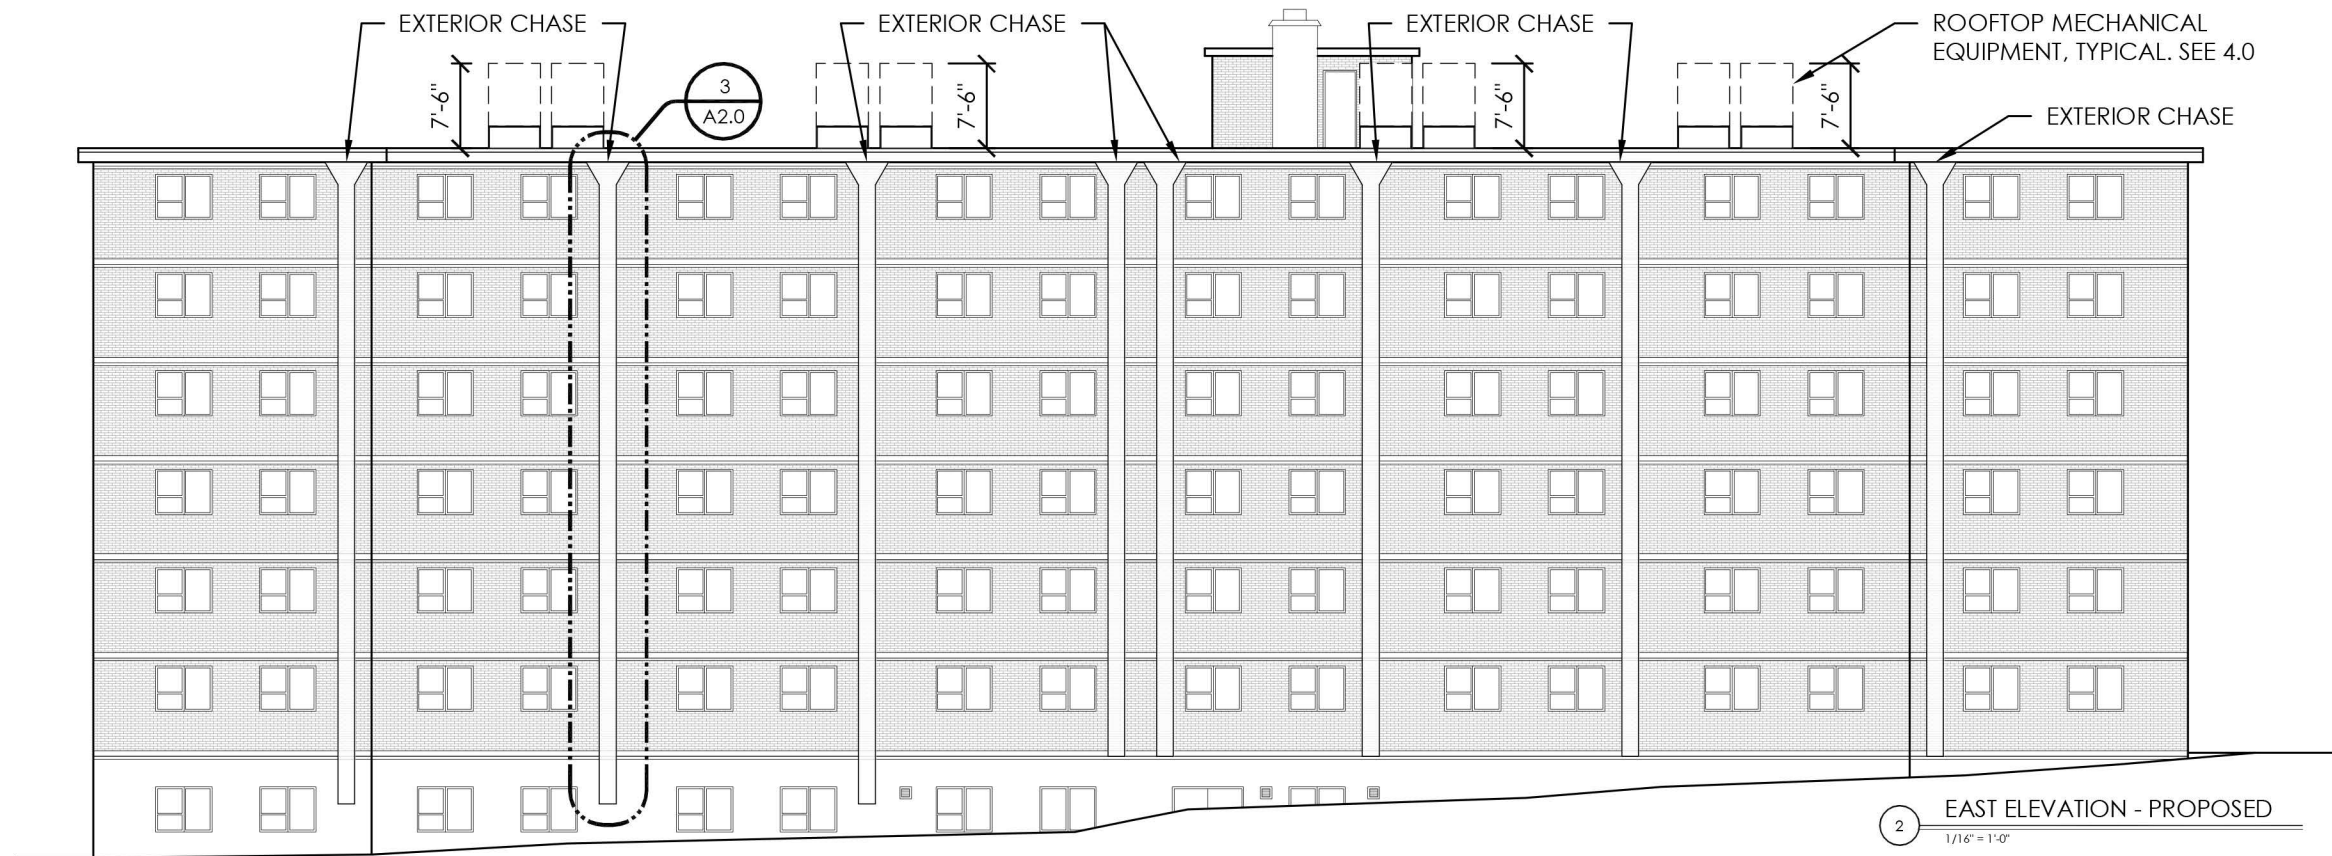 EXTERIOR CHASE
EXTERIOR CHASE
EXTERIOR CHASE
ROOFTOP MECHANICAL
EQUIPMENT, TYPICAL. SEE 4.0
7'-6"
3
A2.0
7'-6"
7'-6"
7'-6"
EXTERIOR CHASE
2
EAST ELEVATION - PROPOSED
1/16" = 1'-0"